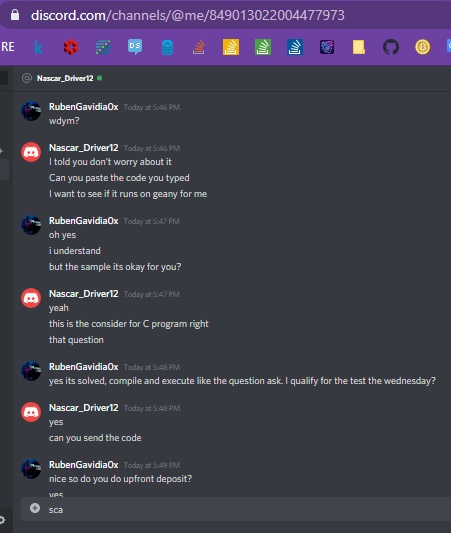 discord.com/channels/@me/849013022004477973
RE
@ Nascar_Driver12
RubenGavidia0x Today at 5:46 PM
wdym?
Nascar_Driver12 Today at 5:46 PM
I told you don't worry about it
Can you paste the code you typed
I want to see if it runs on geany for me
RubenGavidia0x Today at 5:47 PM
oh yes
i understand
but the sample its okay for you?
Nascar_Driver12 Today at 5:47 PM
yeah
this is the consider for C program right
that question
RubenGavidia0x Today at 5:48 PM
yes its solved, compile and execute like the question ask. I qualify for the test the wednesday?
Nascar_Driver12 Today at 5:48 PM
yes
can you send the code
RubenGavidia0x Today at 5:49 PM
nice so do you do upfront deposit?
yes
sca